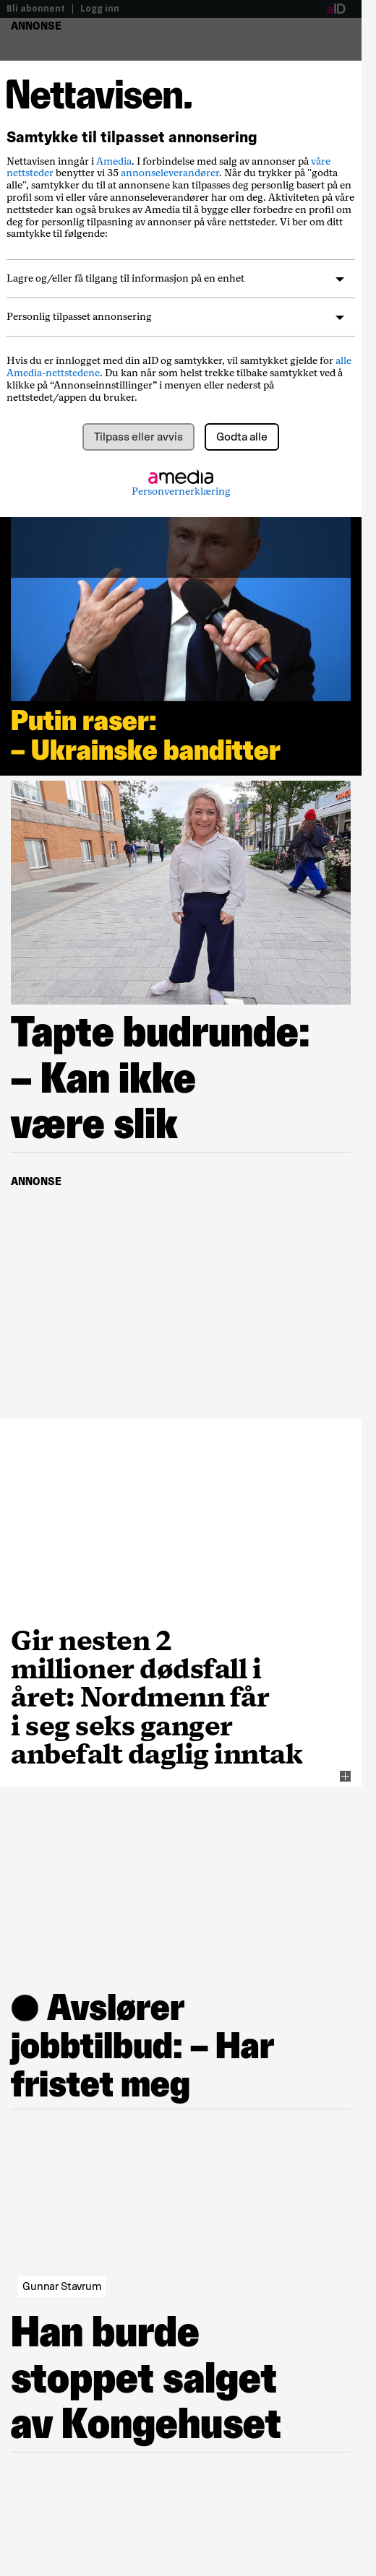 Bli abonnent | Logg inn
aID
ANNONSE
Nettavisen.
Samtykke til tilpasset annonsering
Nettavisen inngår i Amedia. I forbindelse med salg av annonser på våre
nettsteder benytter vi 35 annonseleverandører. Når du trykker på "godta
alle", samtykker du til at annonsene kan tilpasses deg personlig basert på en
profil som vi eller våre annonseleverandører har om deg. Aktiviteten på våre
nettsteder kan også brukes av Amedia til å bygge eller forbedre en profil om
deg for personlig tilpasning av annonser på våre nettsteder. Vi ber om ditt
samtykke til følgende:
Lagre og/eller få tilgang til informasjon på en enhet
Personlig tilpasset annonsering
Hvis du er innlogget med din aID og samtykker, vil samtykket gjelde for alle
Amedia-nettstedene. Du kan når som helst trekke tilbake samtykket ved å
klikke på “Annonseinnstillinger” i menyen eller nederst på
nettstedet/appen du bruker.
Tilpass eller avvis
Godta alle
amedia
Personvernerklæring
Putin raser:
– Ukrainske banditter
Tapte budrunde:
– Kan ikke
være slik
ANNONSE
Gir nesten 2
millioner dødsfall i
året: Nordmenn får
i seg seks ganger
anbefalt daglig inntak
● Avslører
jobbtilbud: – Har
fristet meg
Gunnar Stavrum
Han burde
stoppet salget
av Kongehuset